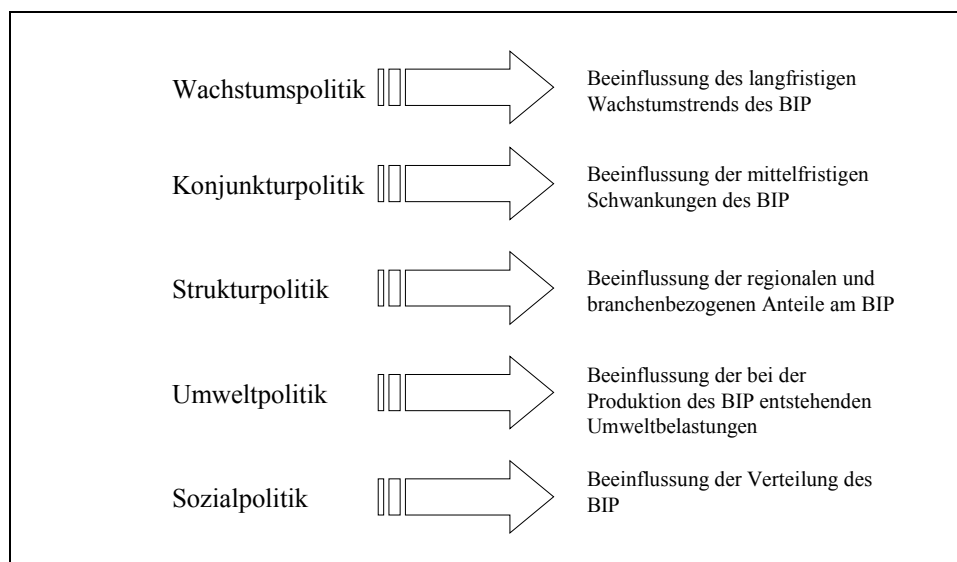 Wachstumspolitik
Beeinflussung des langfristigen
Wachstumstrends des BIP
Konjunkturpolitik
Beeinflussung der mittelfristigen
Schwankungen des BIP
Strukturpolitik
Beeinflussung der regionalen und
branchenbezogenen Anteile am BIP
Umweltpolitik
Beeinflussung der bei der
Produktion des BIP entstehenden
Umweltbelastungen
Sozialpolitik
Beeinflussung der Verteilung des
BIP